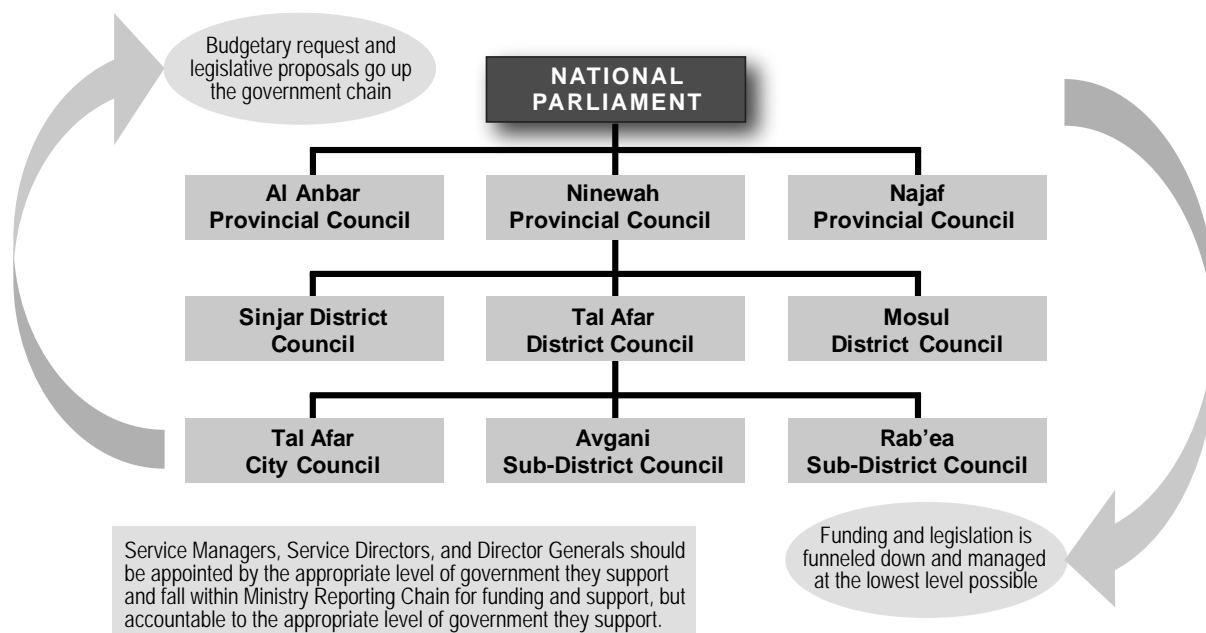 Budgetary request and
legislative proposals go up
the government chain
NATIONAL
PARLIAMENT
Al Anbar
Provincial Council
Ninewah
Provincial Council
Najaf
Provincial Council
Sinjar District
Council
Tal Afar
District Council
Mosul
District Council
Tal Afar
City Council
Avgani
Sub-District Council
Rab’ea
Sub-District Council
Service Managers, Service Directors, and Director Generals should
be appointed by the appropriate level of government they support
and fall within Ministry Reporting Chain for funding and support, but
accountable to the appropriate level of government they support.
Funding and legislation is
funneled down and managed
at the lowest level possible